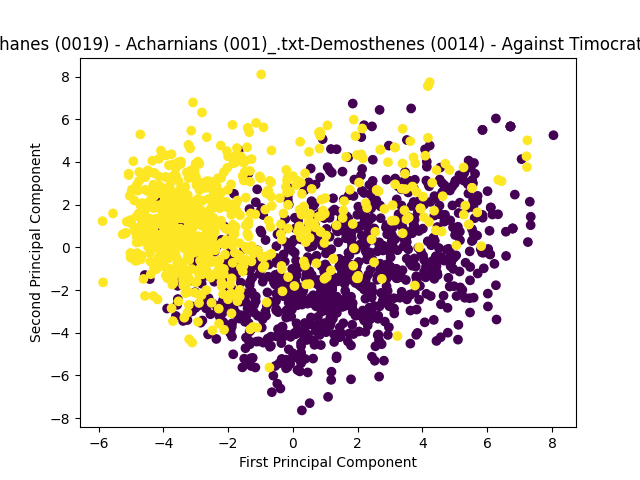 hanes (0019) - Acharnians (001)_.txt-Demosthenes (0014) - Against Timocrat
8
6
4
2
0
−2
−4
−6
−8
Second Principal Component
−6 −4 −2 0 2 4 6 8
First Principal Component